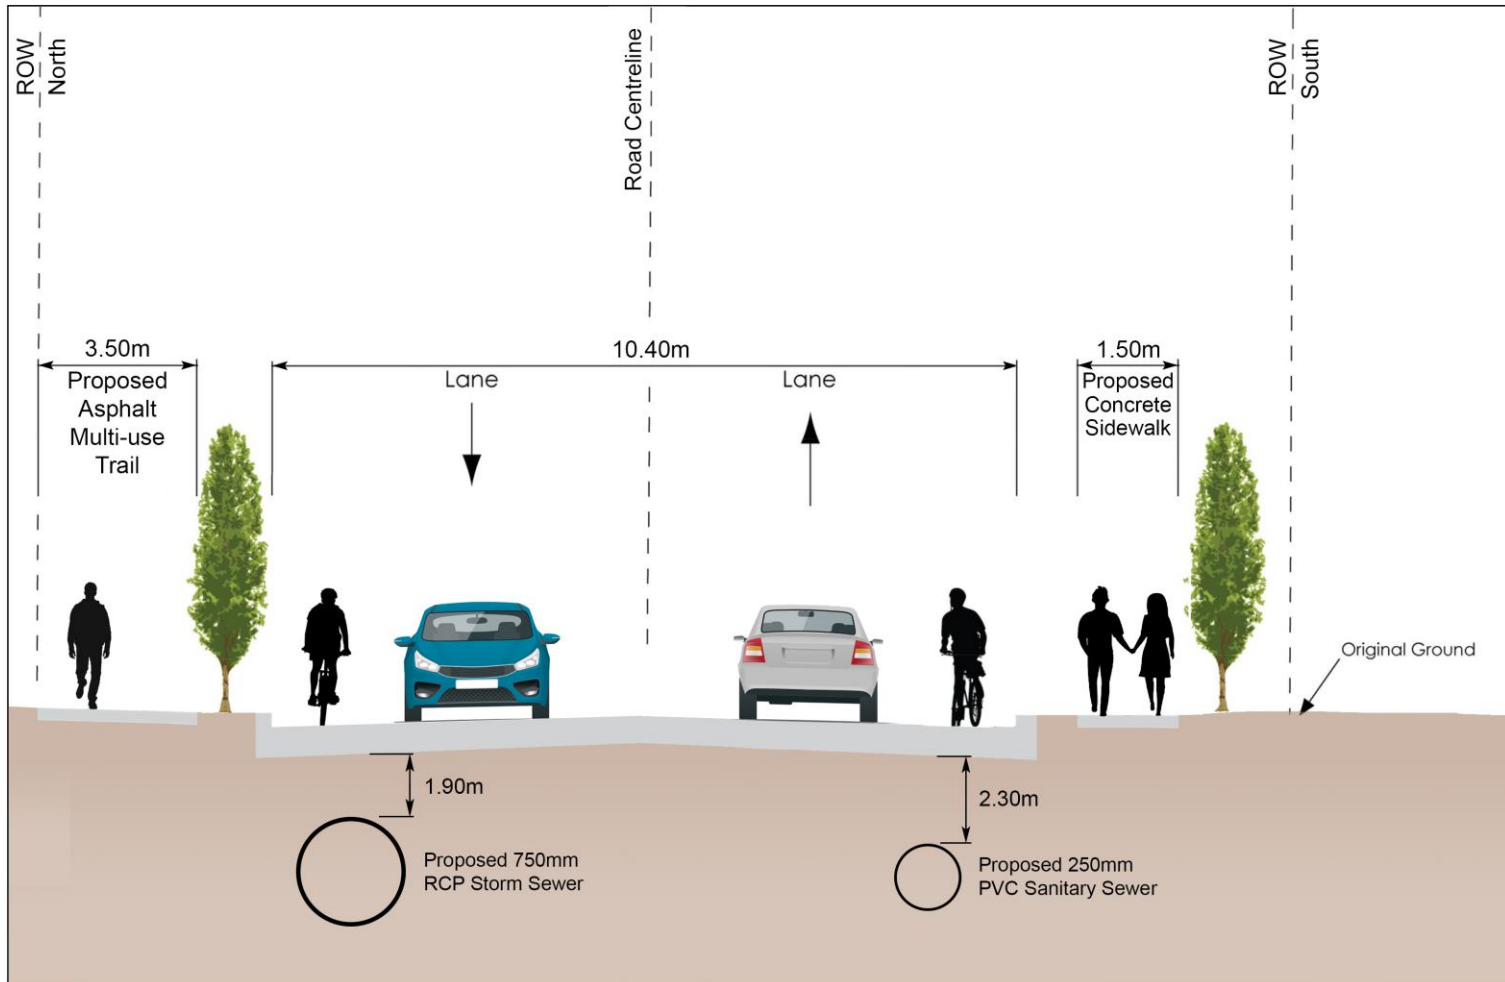 ROW
North
Road Centreline
ROW
South
3.50m
Proposed
Asphalt
Multi-use
Trail
10.40m
Lane
Lane
1.50m
Proposed
Concrete
Sidewalk
Original Ground
1.90m
2.30m
Proposed 750mm
RCP Storm Sewer
Proposed 250mm
PVC Sanitary Sewer